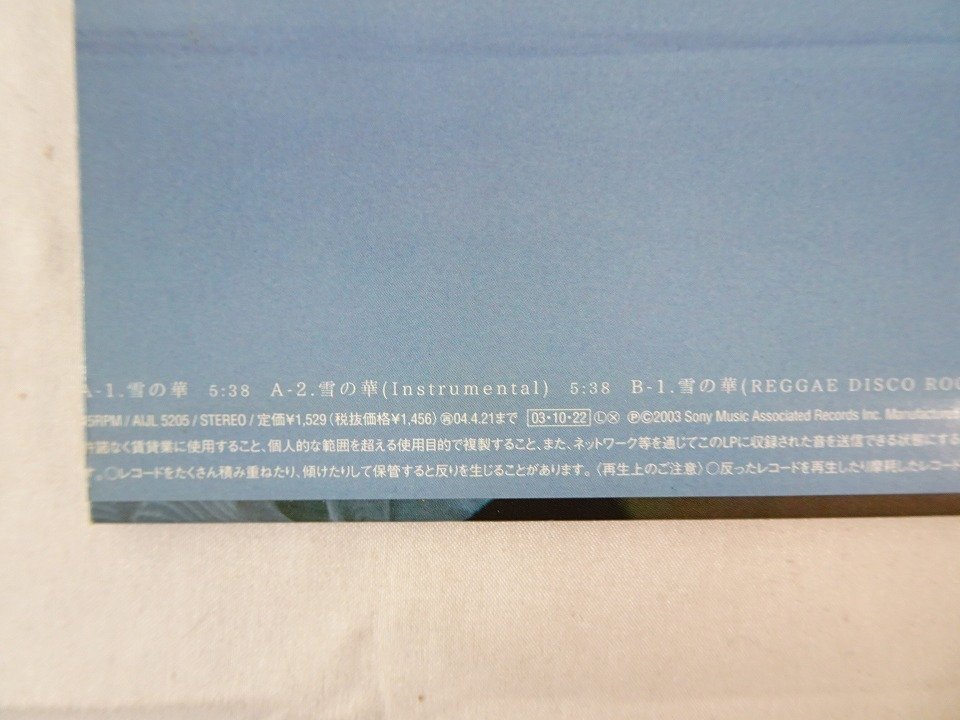 A-1.雪の華 5:38 A-2.雪の華(Instrumental) 5:38 B-1.雪の華(REGGAE DISCO ROC
45RPM / AIJL 5205 / STEREO / 定価¥1,529（税抜価格¥1,456） ㊢04.4.21まで 03・10・22 Ⓛ Ⓧ ℗©2003 Sony Music Associated Records Inc. Manufactured
許諾なく賃貸業に使用すること、個人的な範囲を超える使用目的で複製すること、また、ネットワーク等を通じてこのLPに収録された音を送信できる状態にする
す。○レコードをたくさん積み重ねたり、傾けたりして保管すると反りを生じることがあります。〈再生上のご注意〉○反ったレコードを再生したり摩耗したレコード